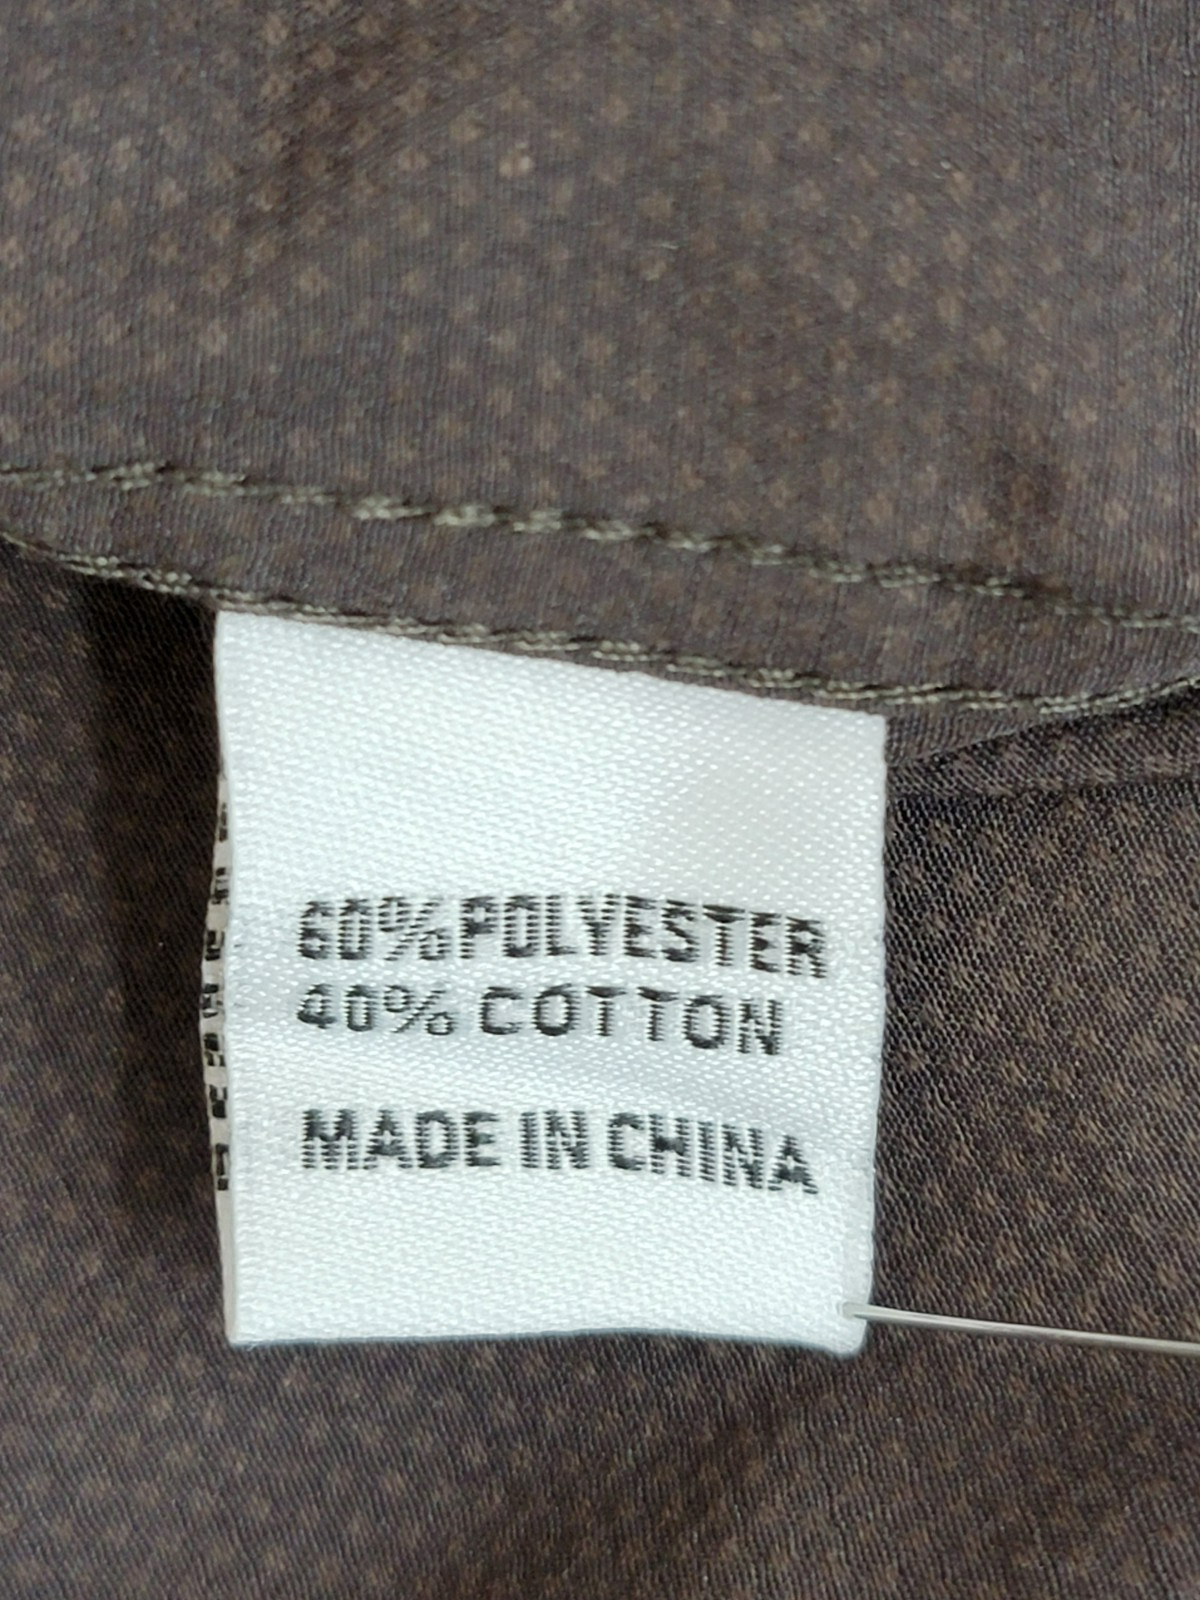 60% POLYESTER
40% COTTON
MADE IN CHINA